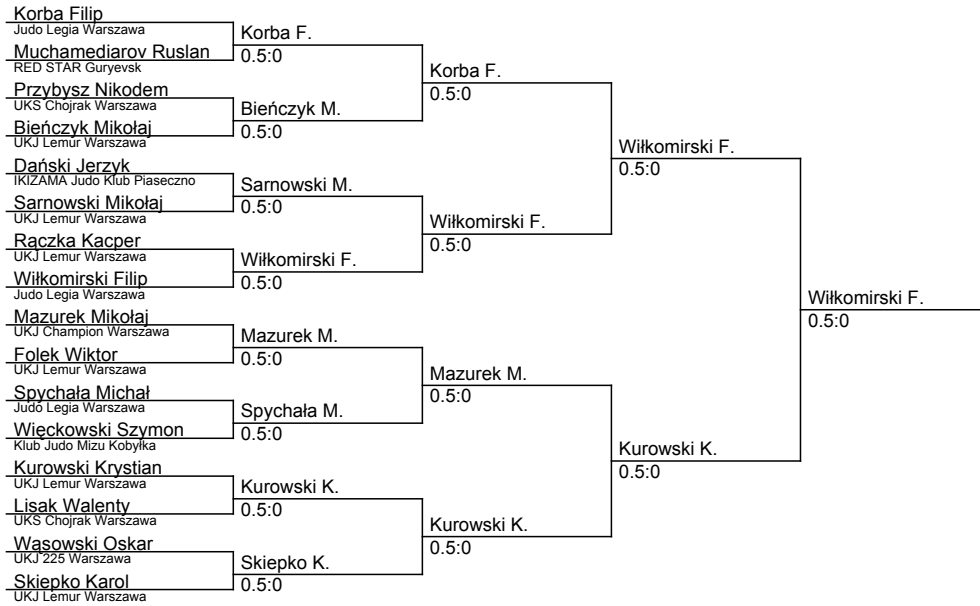 Korba Filip
Judo Legia Warszawa
Muchamediarov Ruslan
RED STAR Guryevsk
Przybysz Nikodem
UKS Chojrak Warszawa
Bieńczyk Mikołaj
UKJ Lemur Warszawa
Dański Jerzyk
IKIZAMA Judo Klub Piaseczno
Sarnowski Mikołaj
UKJ Lemur Warszawa
Rączka Kacper
UKJ Lemur Warszawa
Wiłkomirski Filip
Judo Legia Warszawa
Mazurek Mikołaj
UKJ Champion Warszawa
Folek Wiktor
UKJ Lemur Warszawa
Spychała Michał
Judo Legia Warszawa
Więckowski Szymon
Klub Judo Mizu Kobyłka
Kurowski Krystian
UKJ Lemur Warszawa
Lisak Walenty
UKS Chojrak Warszawa
Wąsowski Oskar
UKJ 225 Warszawa
Skiepko Karol
UKJ Lemur Warszawa
Korba F.
0.5:0
Bieńczyk M.
0.5:0
Sarnowski M.
0.5:0
Wiłkomirski F.
0.5:0
Mazurek M.
0.5:0
Spychała M.
0.5:0
Kurowski K.
0.5:0
Skiepko K.
0.5:0
Korba F.
0.5:0
Wiłkomirski F.
0.5:0
Mazurek M.
0.5:0
Kurowski K.
0.5:0
Wiłkomirski F.
0.5:0
Kurowski K.
0.5:0
Wiłkomirski F.
0.5:0